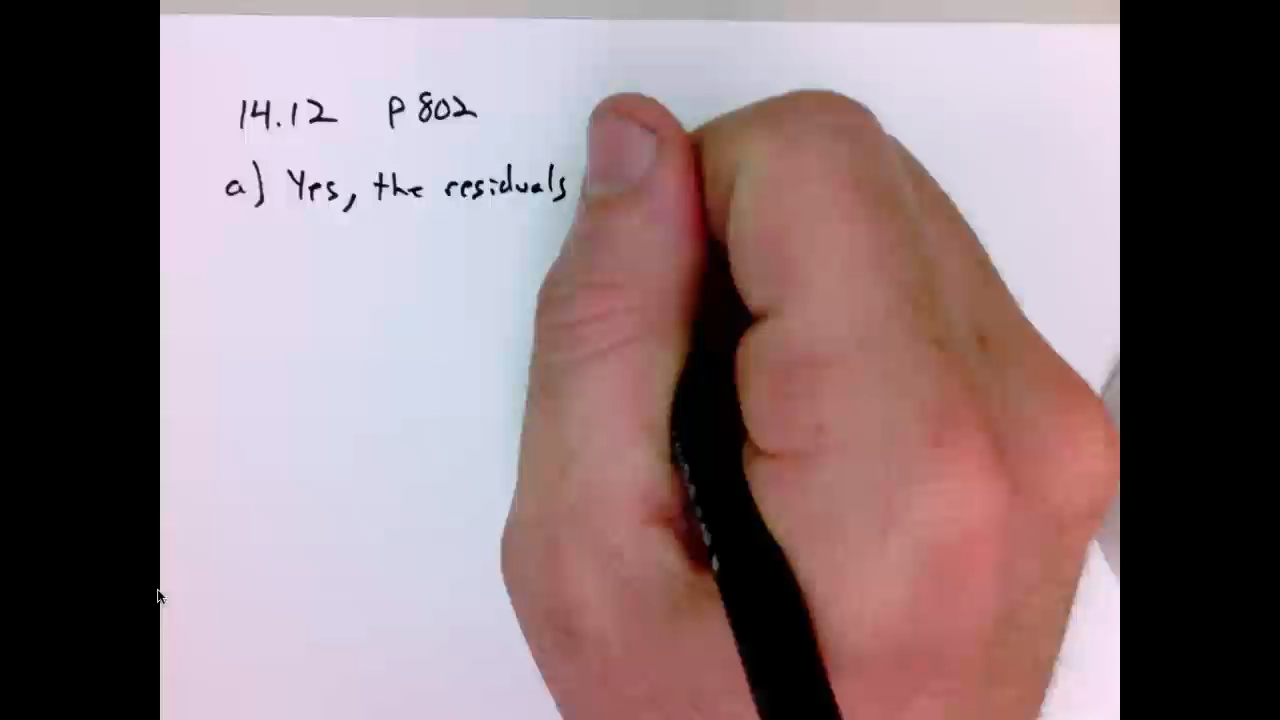 14.12 P 802
a) Yes, the residuals